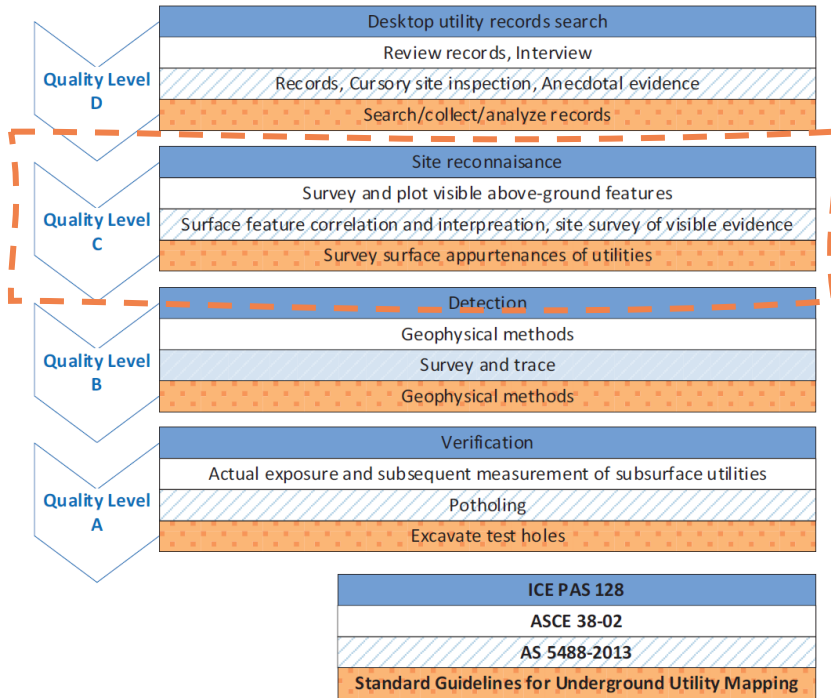 Desktop utility records search
Quality Level
D
Review records, Interview
Records, Cursory site inspection, Anecdotal evidence
Search/collect/analyze records
Site reconnaisance
Quality Level
C
Survey and plot visible above-ground features
Surface feature correlation and interpreation, site survey of visible evidence
Survey surface appurtenances of utilities
Detection
Quality Level
B
Geophysical methods
Survey and trace
Geophysical methods
Verification
Quality Level
A
Actual exposure and subsequent measurement of subsurface utilities
Potholing
Excavate test holes
ICE PAS 128
ASCE 38-02
AS 5488-2013
Standard Guidelines for Underground Utility Mapping